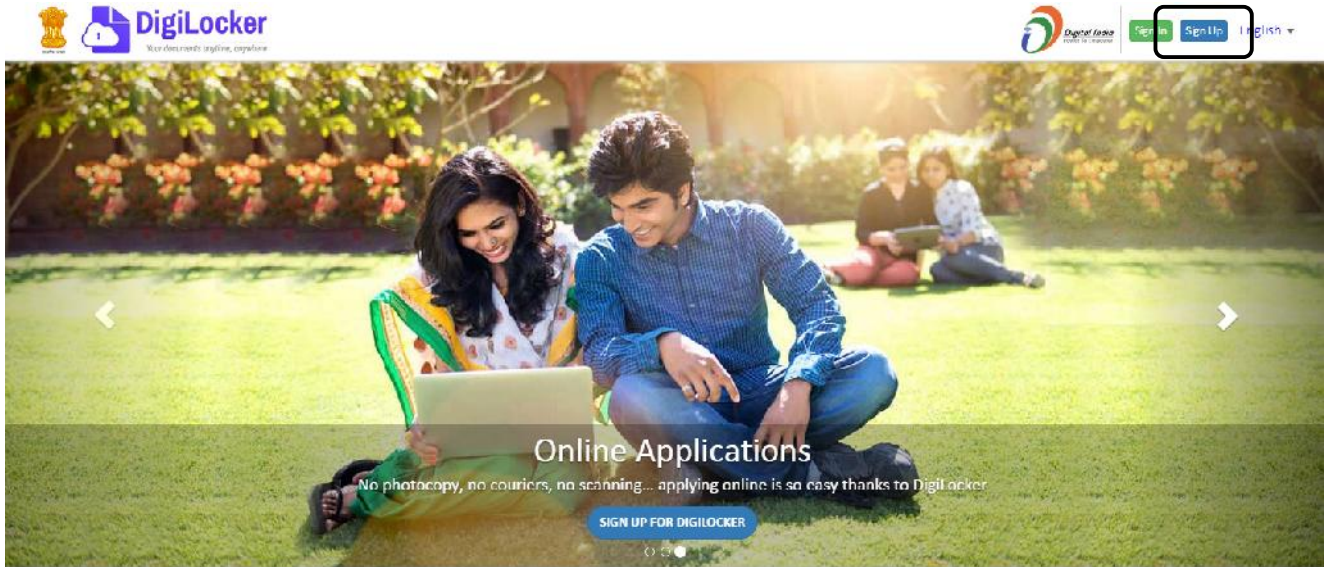 DigiLocker
Your documents anytime, anywhere
Digital India
Sign In
Sign Up
English
Online Applications
No photocopy, no couriers, no scanning... applying online is so easy thanks to DigiLocker
SIGN UP FOR DIGILOCKER